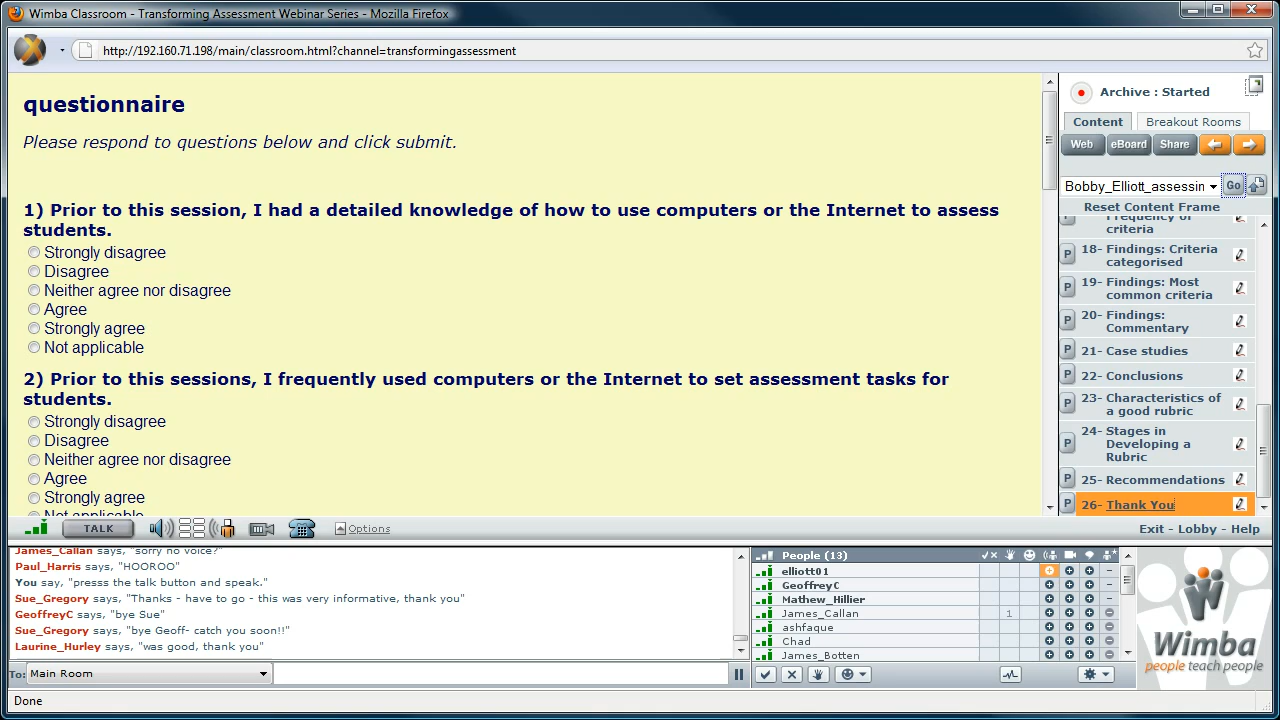 Wimba Classroom - Transforming Assessment Webinar Series - Mozilla Firefox
http://192.160.71.198/main/classroom.html?channel=transformingassessment
questionnaire
Please respond to questions below and click submit.
1) Prior to this session, I had a detailed knowledge of how to use computers or the Internet to assess
students.
Strongly disagree
Disagree
Neither agree nor disagree
Agree
Strongly agree
Not applicable
2) Prior to this sessions, I frequently used computers or the Internet to set assessment tasks for
students.
Strongly disagree
Disagree
Neither agree nor disagree
Agree
Strongly agree
Not applicable
Archive : Started
Content Breakout Rooms
Web eBoard Share
Bobby_Elliott_assessin Go
Reset Content Frame
Frequency of
criteria
P 18- Findings: Criteria
categorised
P 19- Findings: Most
common criteria
P 20- Findings:
Commentary
P 21- Case studies
P 22- Conclusions
P 23- Characteristics of
a good rubric
P 24- Stages in
Developing a
Rubric
P 25- Recommendations
P 26- Thank You
TALK Options
Exit - Lobby - Help
James_Callan says, "sorry no voice?"
Paul_Harris says, "HOOROO"
You say, "presss the talk button and speak."
Sue_Gregory says, "Thanks - have to go - this was very informative, thank you"
GeoffreyC says, "bye Sue"
Sue_Gregory says, "bye Geoff- catch you soon!!"
Laurine_Hurley says, "was good, thank you"
To: Main Room
People (13)
elliott01
GeoffreyC
Mathew_Hillier
James_Callan 1
ashfaque
Chad
James_Botten
Wimba
people teach people
Done